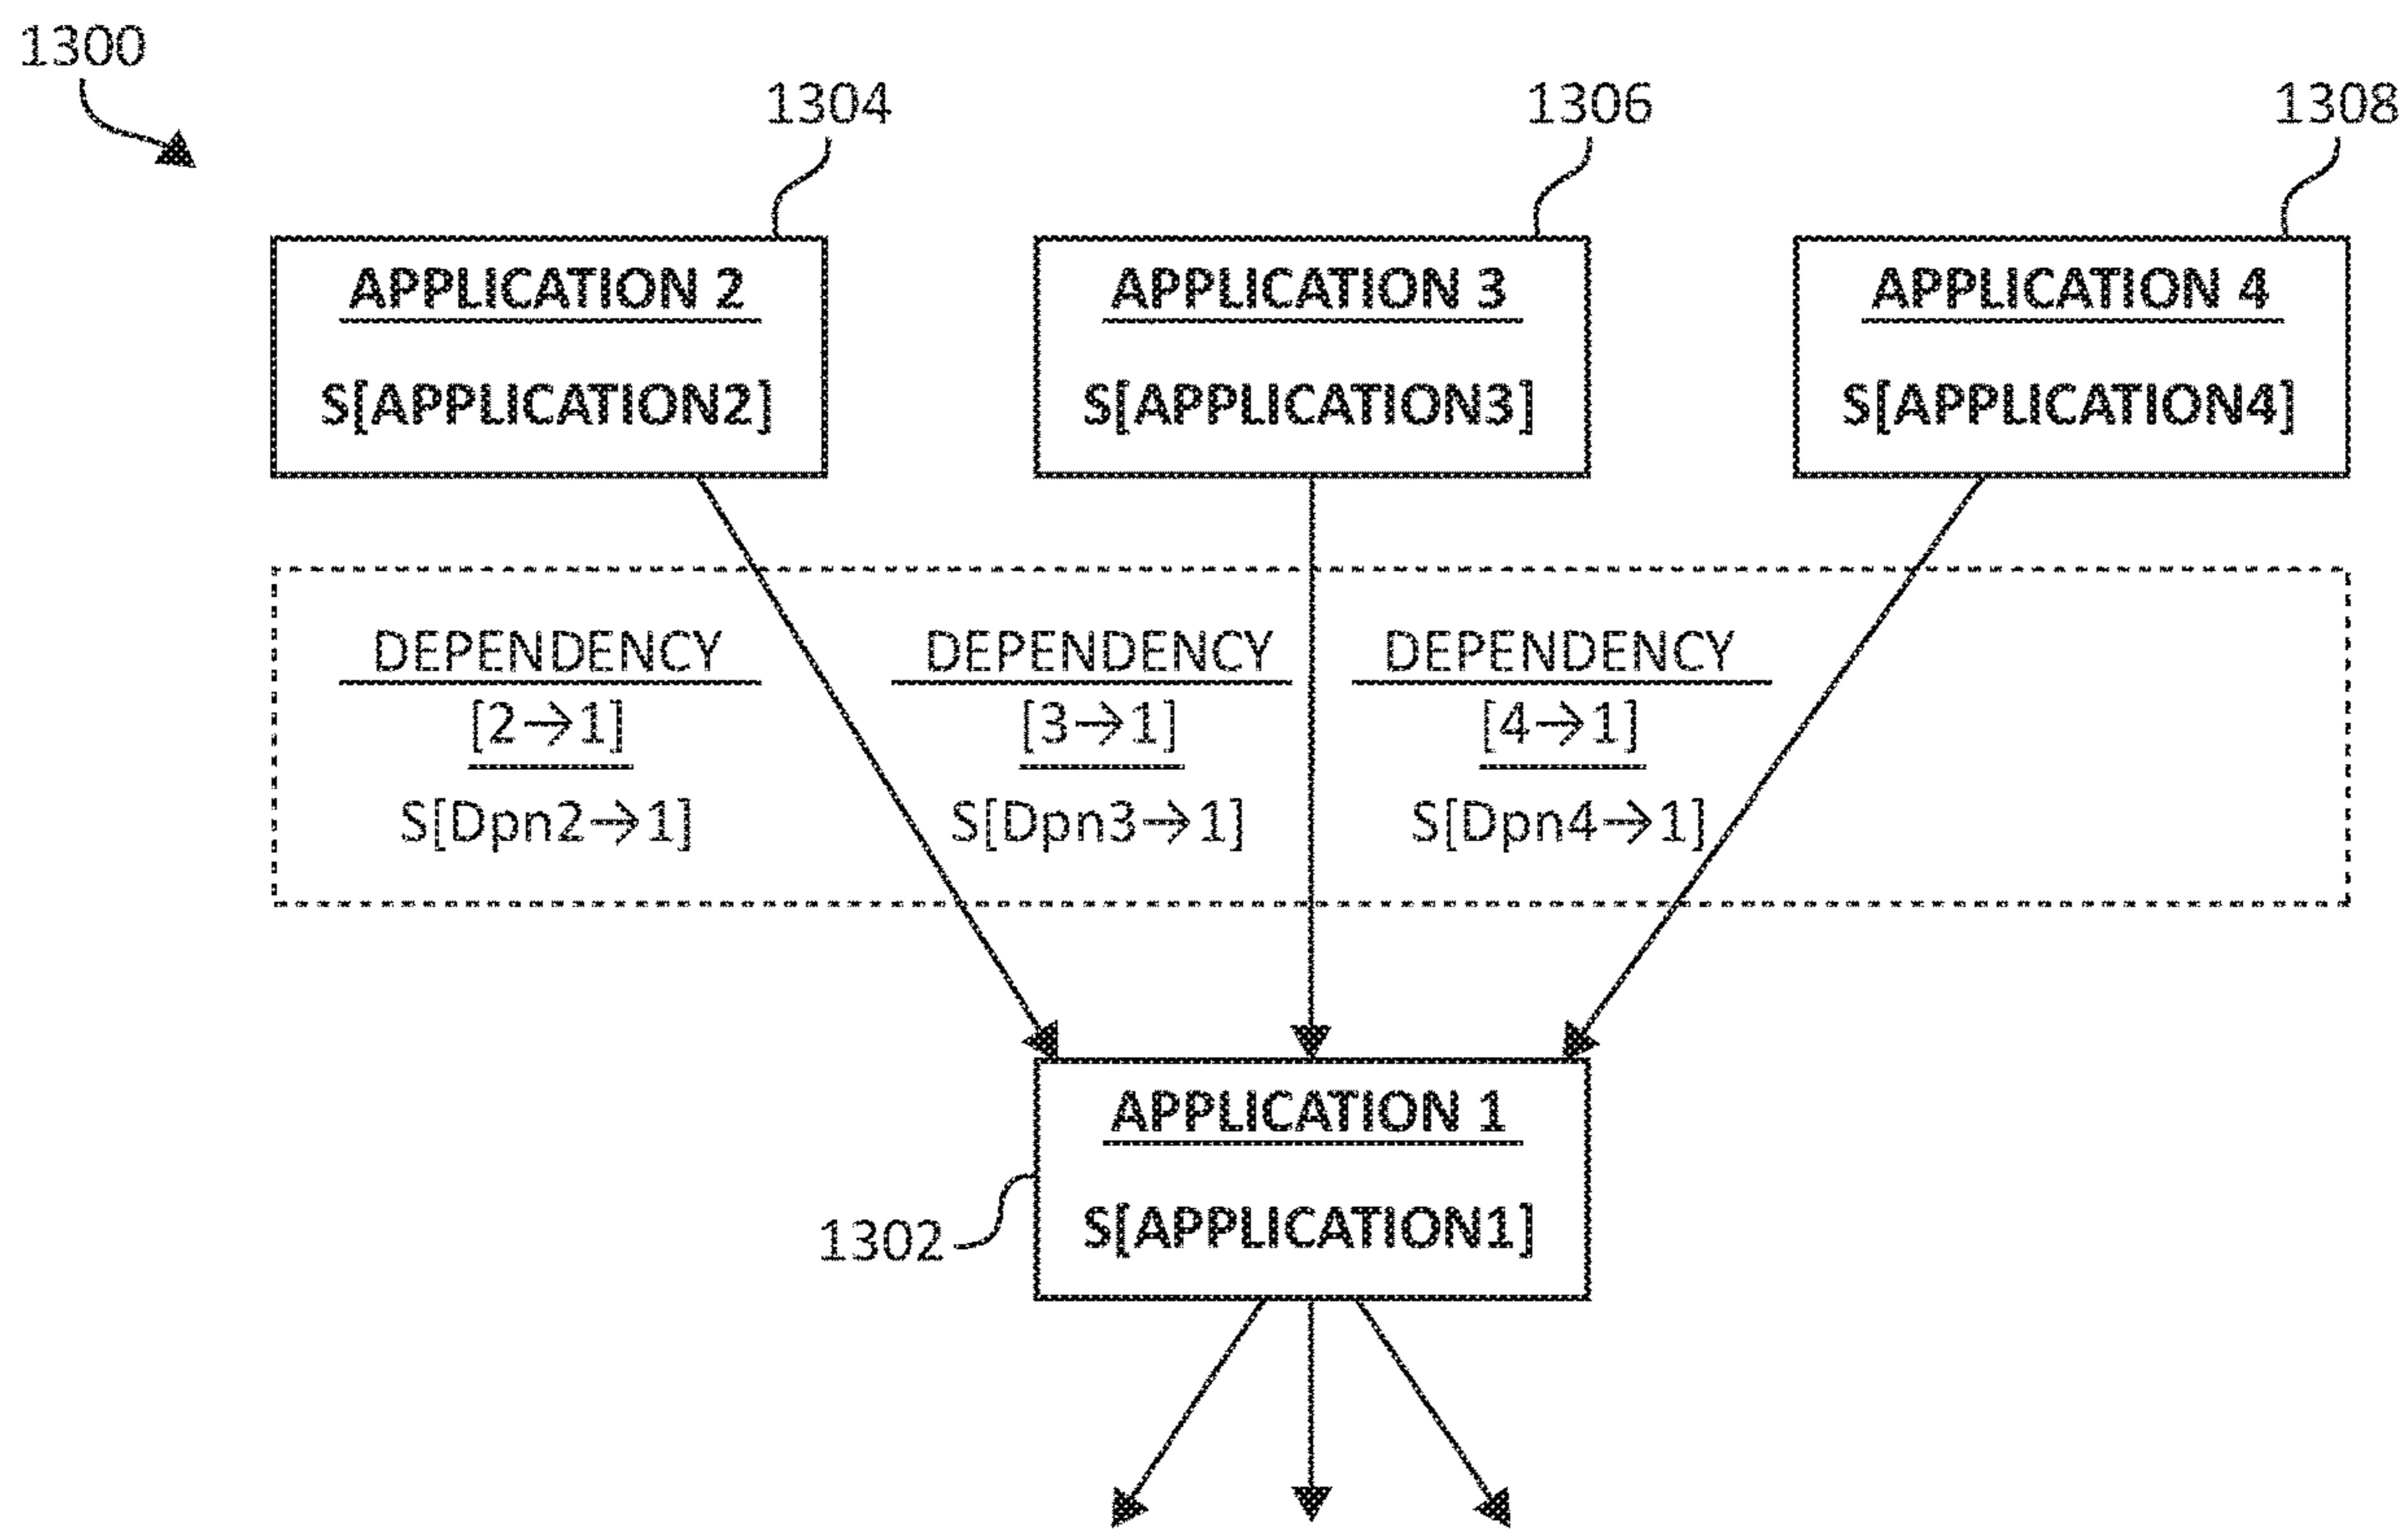 1300
1304
1306
1308
APPLICATION 2
S[APPLICATION2]
APPLICATION 3
S[APPLICATION3]
APPLICATION 4
S[APPLICATION4]
DEPENDENCY
[2→1]
S[Dpn2→1]
DEPENDENCY
[3→1]
S[Dpn3→1]
DEPENDENCY
[4→1]
S[Dpn4→1]
APPLICATION 1
S[APPLICATION1]
1302